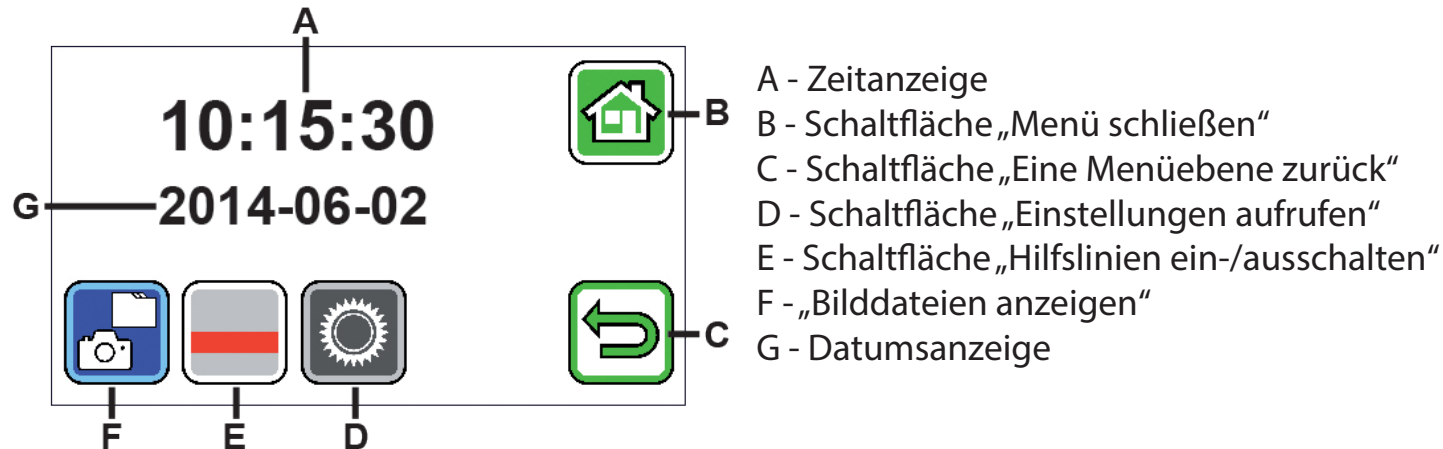 A
10:15:30
B
G
2014-06-02
C
F
E
D
A - Zeitanzeige
B - Schaltfläche „Menü schließen“
C - Schaltfläche „Eine Menüebene zurück“
D - Schaltfläche „Einstellungen aufrufen“
E - Schaltfläche „Hilfslinien ein-/ausschalten“
F - „Bilddateien anzeigen“
G - Datumsanzeige